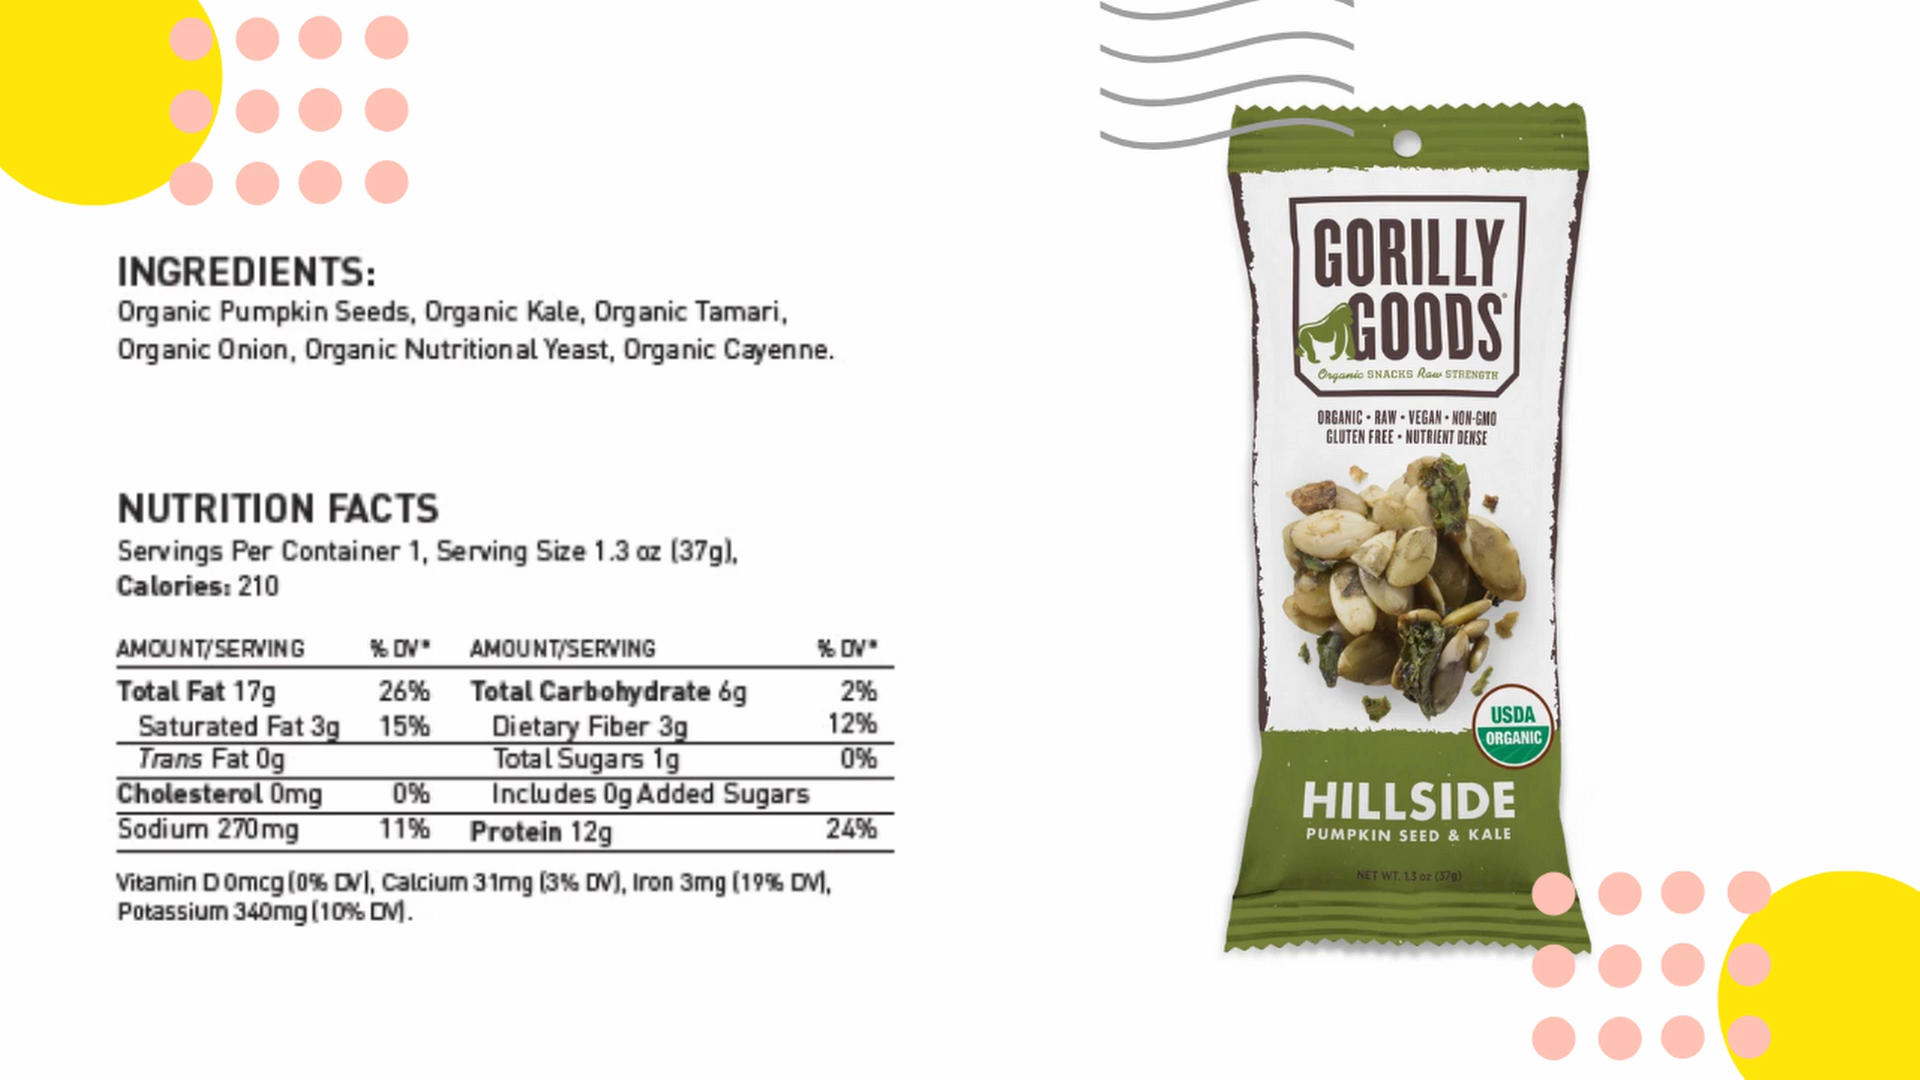 INGREDIENTS:
Organic Pumpkin Seeds, Organic Kale, Organic Tamari,
Organic Onion, Organic Nutritional Yeast, Organic Cayenne.
NUTRITION FACTS
Servings Per Container 1, Serving Size 1.3 oz (37g),
Calories: 210
AMOUNT/SERVING % DV* AMOUNT/SERVING % DV*
Total Fat 17g 26% Total Carbohydrate 6g 2%
Saturated Fat 3g 15% Dietary Fiber 3g 12%
Trans Fat 0g Total Sugars 1g 0%
Cholesterol 0mg 0% Includes 0g Added Sugars
Sodium 270mg 11% Protein 12g 24%
Vitamin D 0mcg (0% DV), Calcium 31mg (3% DV), Iron 3mg (19% DV),
Potassium 340mg (10% DV).
GORILLY
GOODS®
Organic SNACKS Raw STRENGTH
ORGANIC • RAW • VEGAN • NON-GMO
GLUTEN FREE • NUTRIENT DENSE
USDA
ORGANIC
HILLSIDE
PUMPKIN SEED & KALE
NET WT. 1.3 oz (37g)